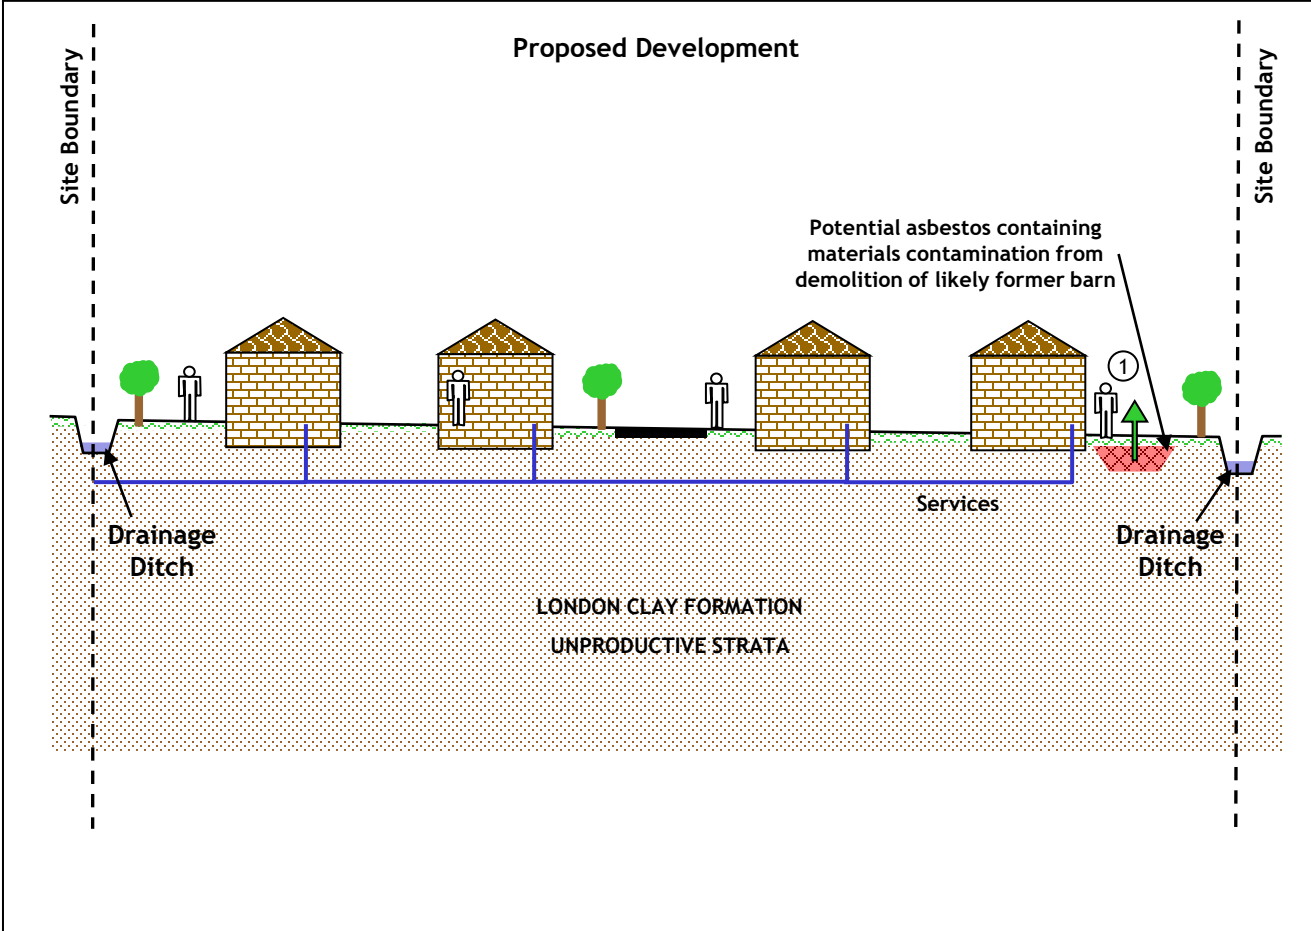 Proposed Development
Site Boundary
Site Boundary
Potential asbestos containing
materials contamination from
demolition of likely former barn
1
Services
Drainage
Ditch
Drainage
Ditch
LONDON CLAY FORMATION
UNPRODUCTIVE STRATA